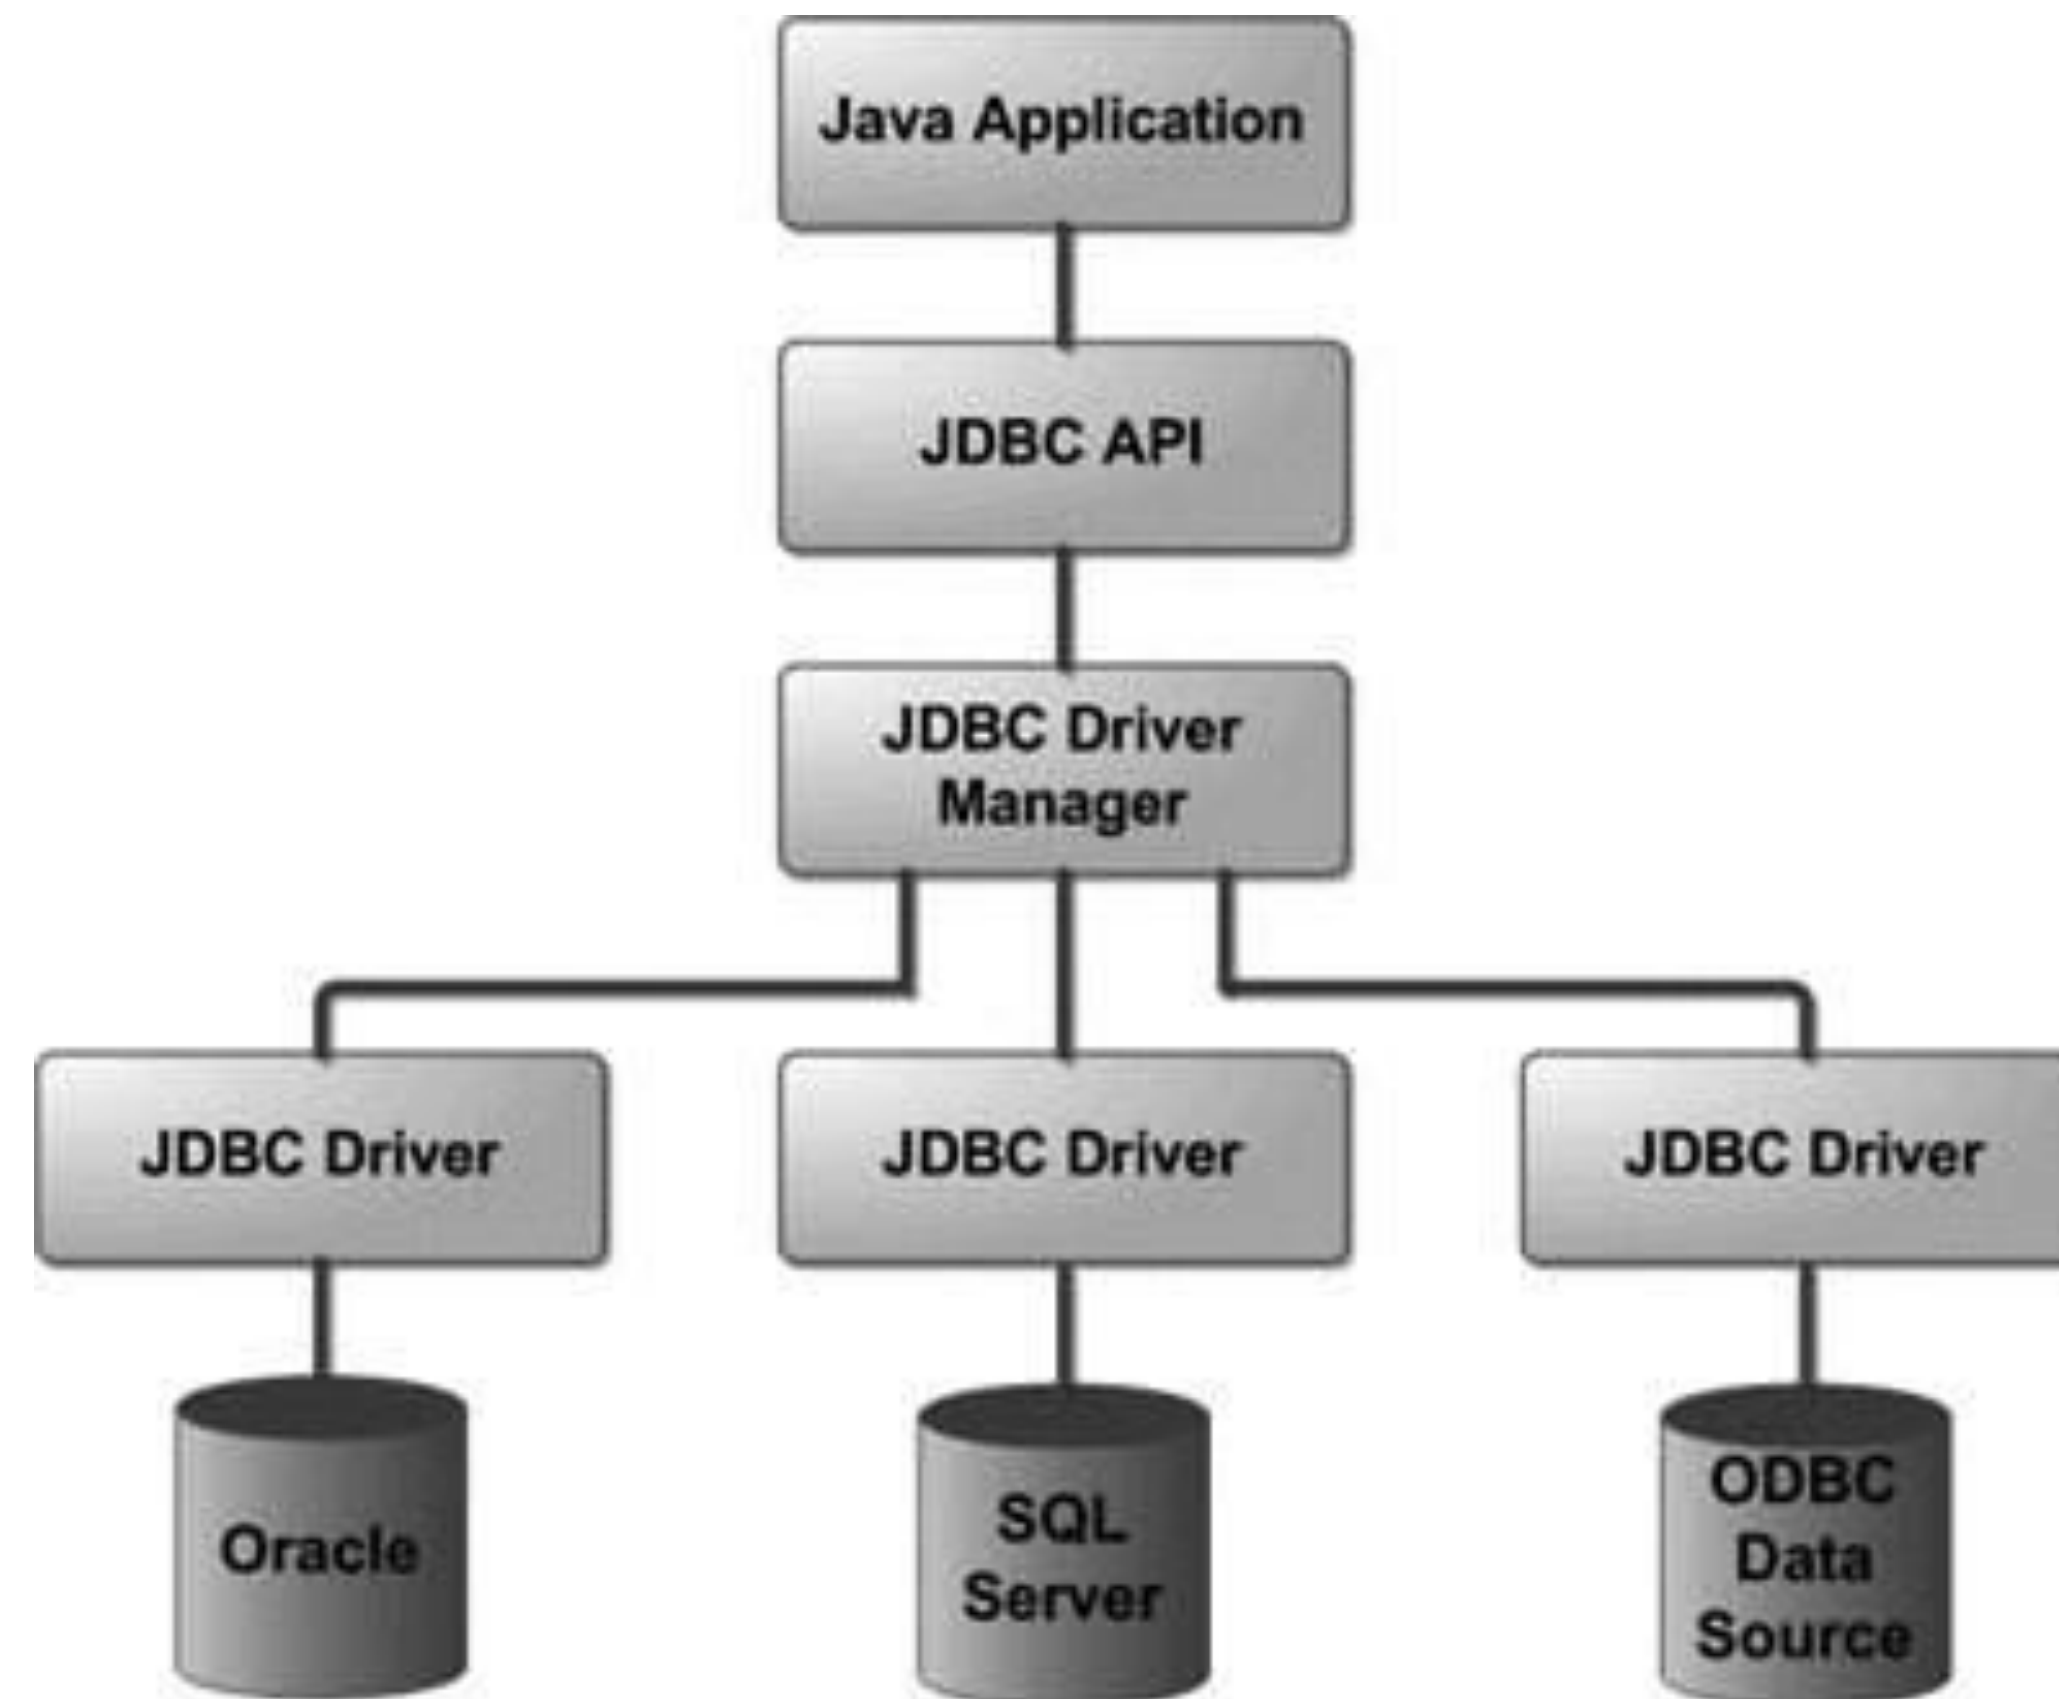 Java Application
JDBC API
JDBC Driver
Manager
JDBC Driver
JDBC Driver
JDBC Driver
Oracle
SQL
Server
ODBC
Data
Source